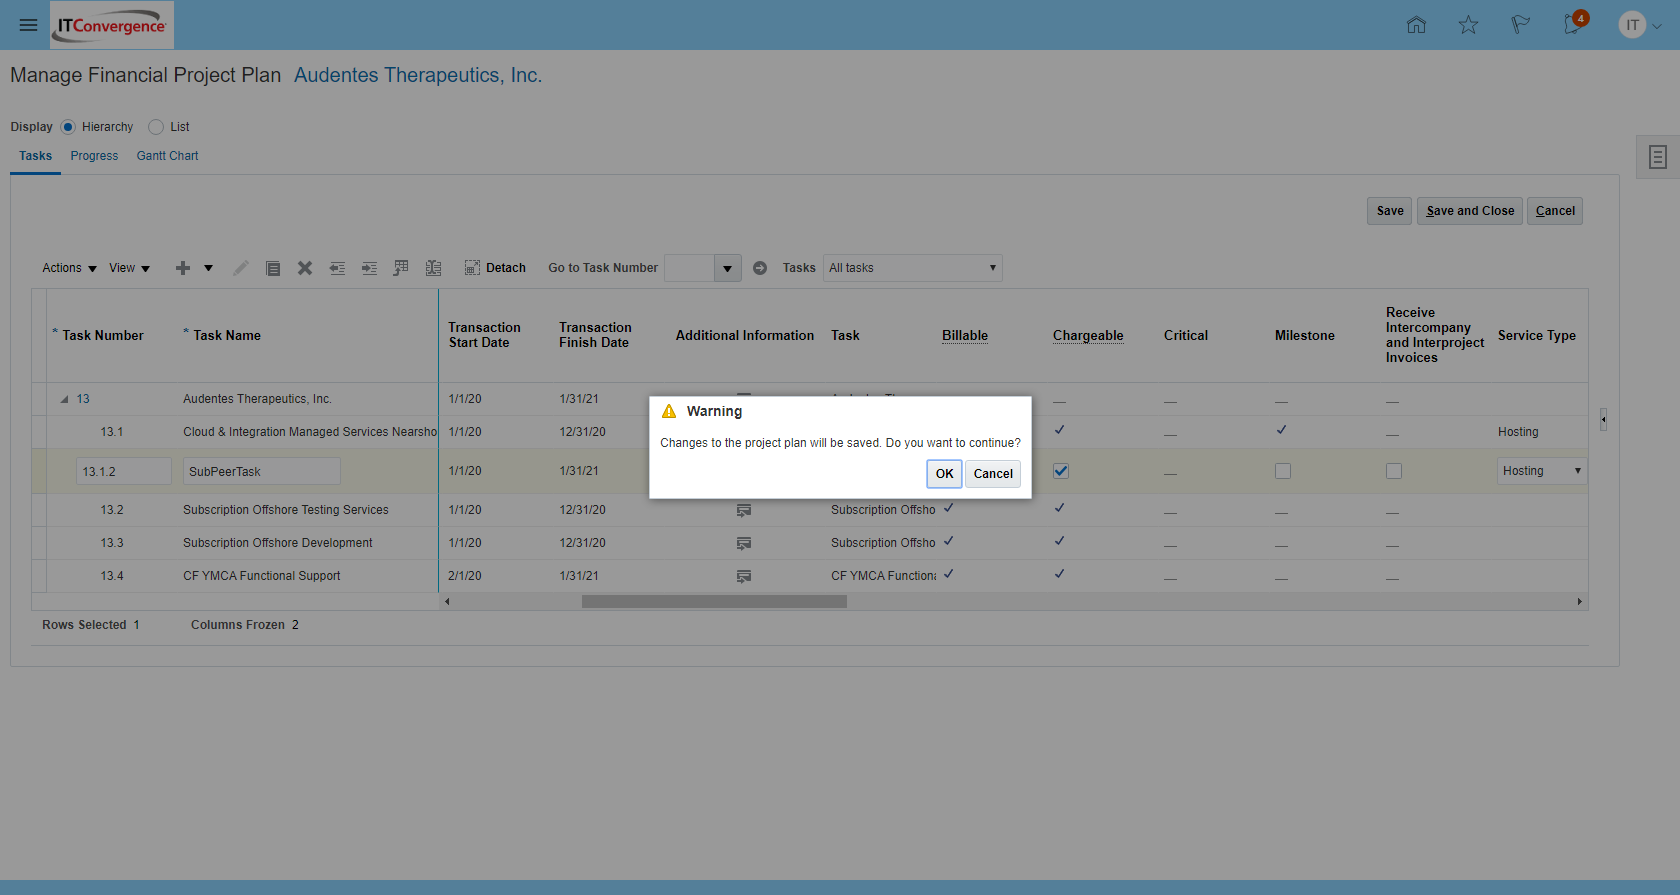 ITConvergence
4
IT
Manage Financial Project Plan Audentes Therapeutics, Inc.
Display Hierarchy List
Tasks Progress Gantt Chart
Save Save and Close Cancel
Actions View Detach Go to Task Number Tasks All tasks
* Task Number * Task Name Transaction Start Date Transaction Finish Date Additional Information Task Billable Chargeable Critical Milestone Receive Intercompany and Interproject Invoices Service Type
13 Audentes Therapeutics, Inc. 1/1/20 1/31/21
13.1 Cloud & Integration Managed Services Nearsho 1/1/20 12/31/20 Hosting
13.1.2 SubPeerTask 1/1/20 1/31/21 Hosting
Warning
Changes to the project plan will be saved. Do you want to continue?
OK Cancel
13.2 Subscription Offshore Testing Services 1/1/20 12/31/20 Subscription Offsho
13.3 Subscription Offshore Development 1/1/20 12/31/20 Subscription Offsho
13.4 CF YMCA Functional Support 2/1/20 1/31/21 CF YMCA Functiona
Rows Selected 1 Columns Frozen 2